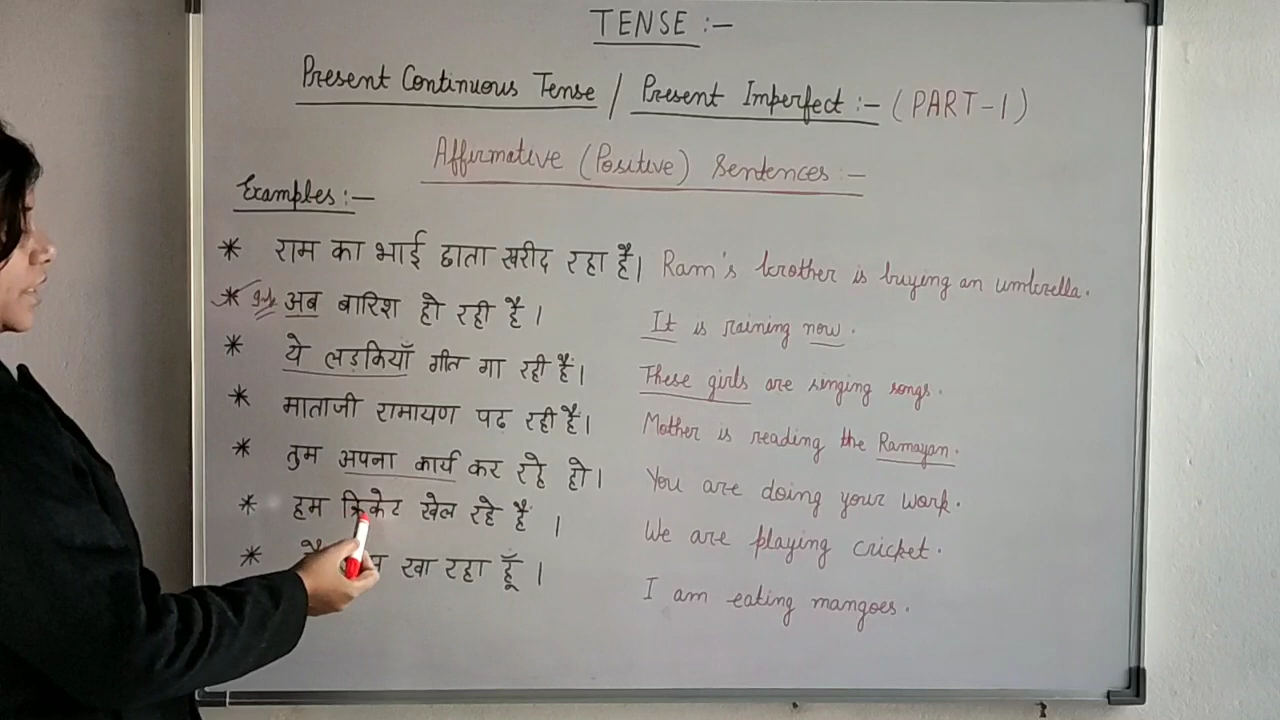 TENSE :-
Present Continuous Tense / Present Imperfect :- (PART-1)
Affirmative (Positive) Sentences :-
Examples :-
* राम का भाई छाता खरीद रहा है। Ram's brother is buying an umbrella.
* अब बारिश हो रही है। It is raining now.
* ये लड़कियाँ गीत गा रही हैं। These girls are singing songs.
* माताजी रामायण पढ रही हैं। Mother is reading the Ramayan.
* तुम अपना कार्य कर रहे हो। You are doing your work.
* हम क्रिकेट खेल रहे हैं । We are playing cricket.
* खा रहा हूँ । I am eating mangoes.